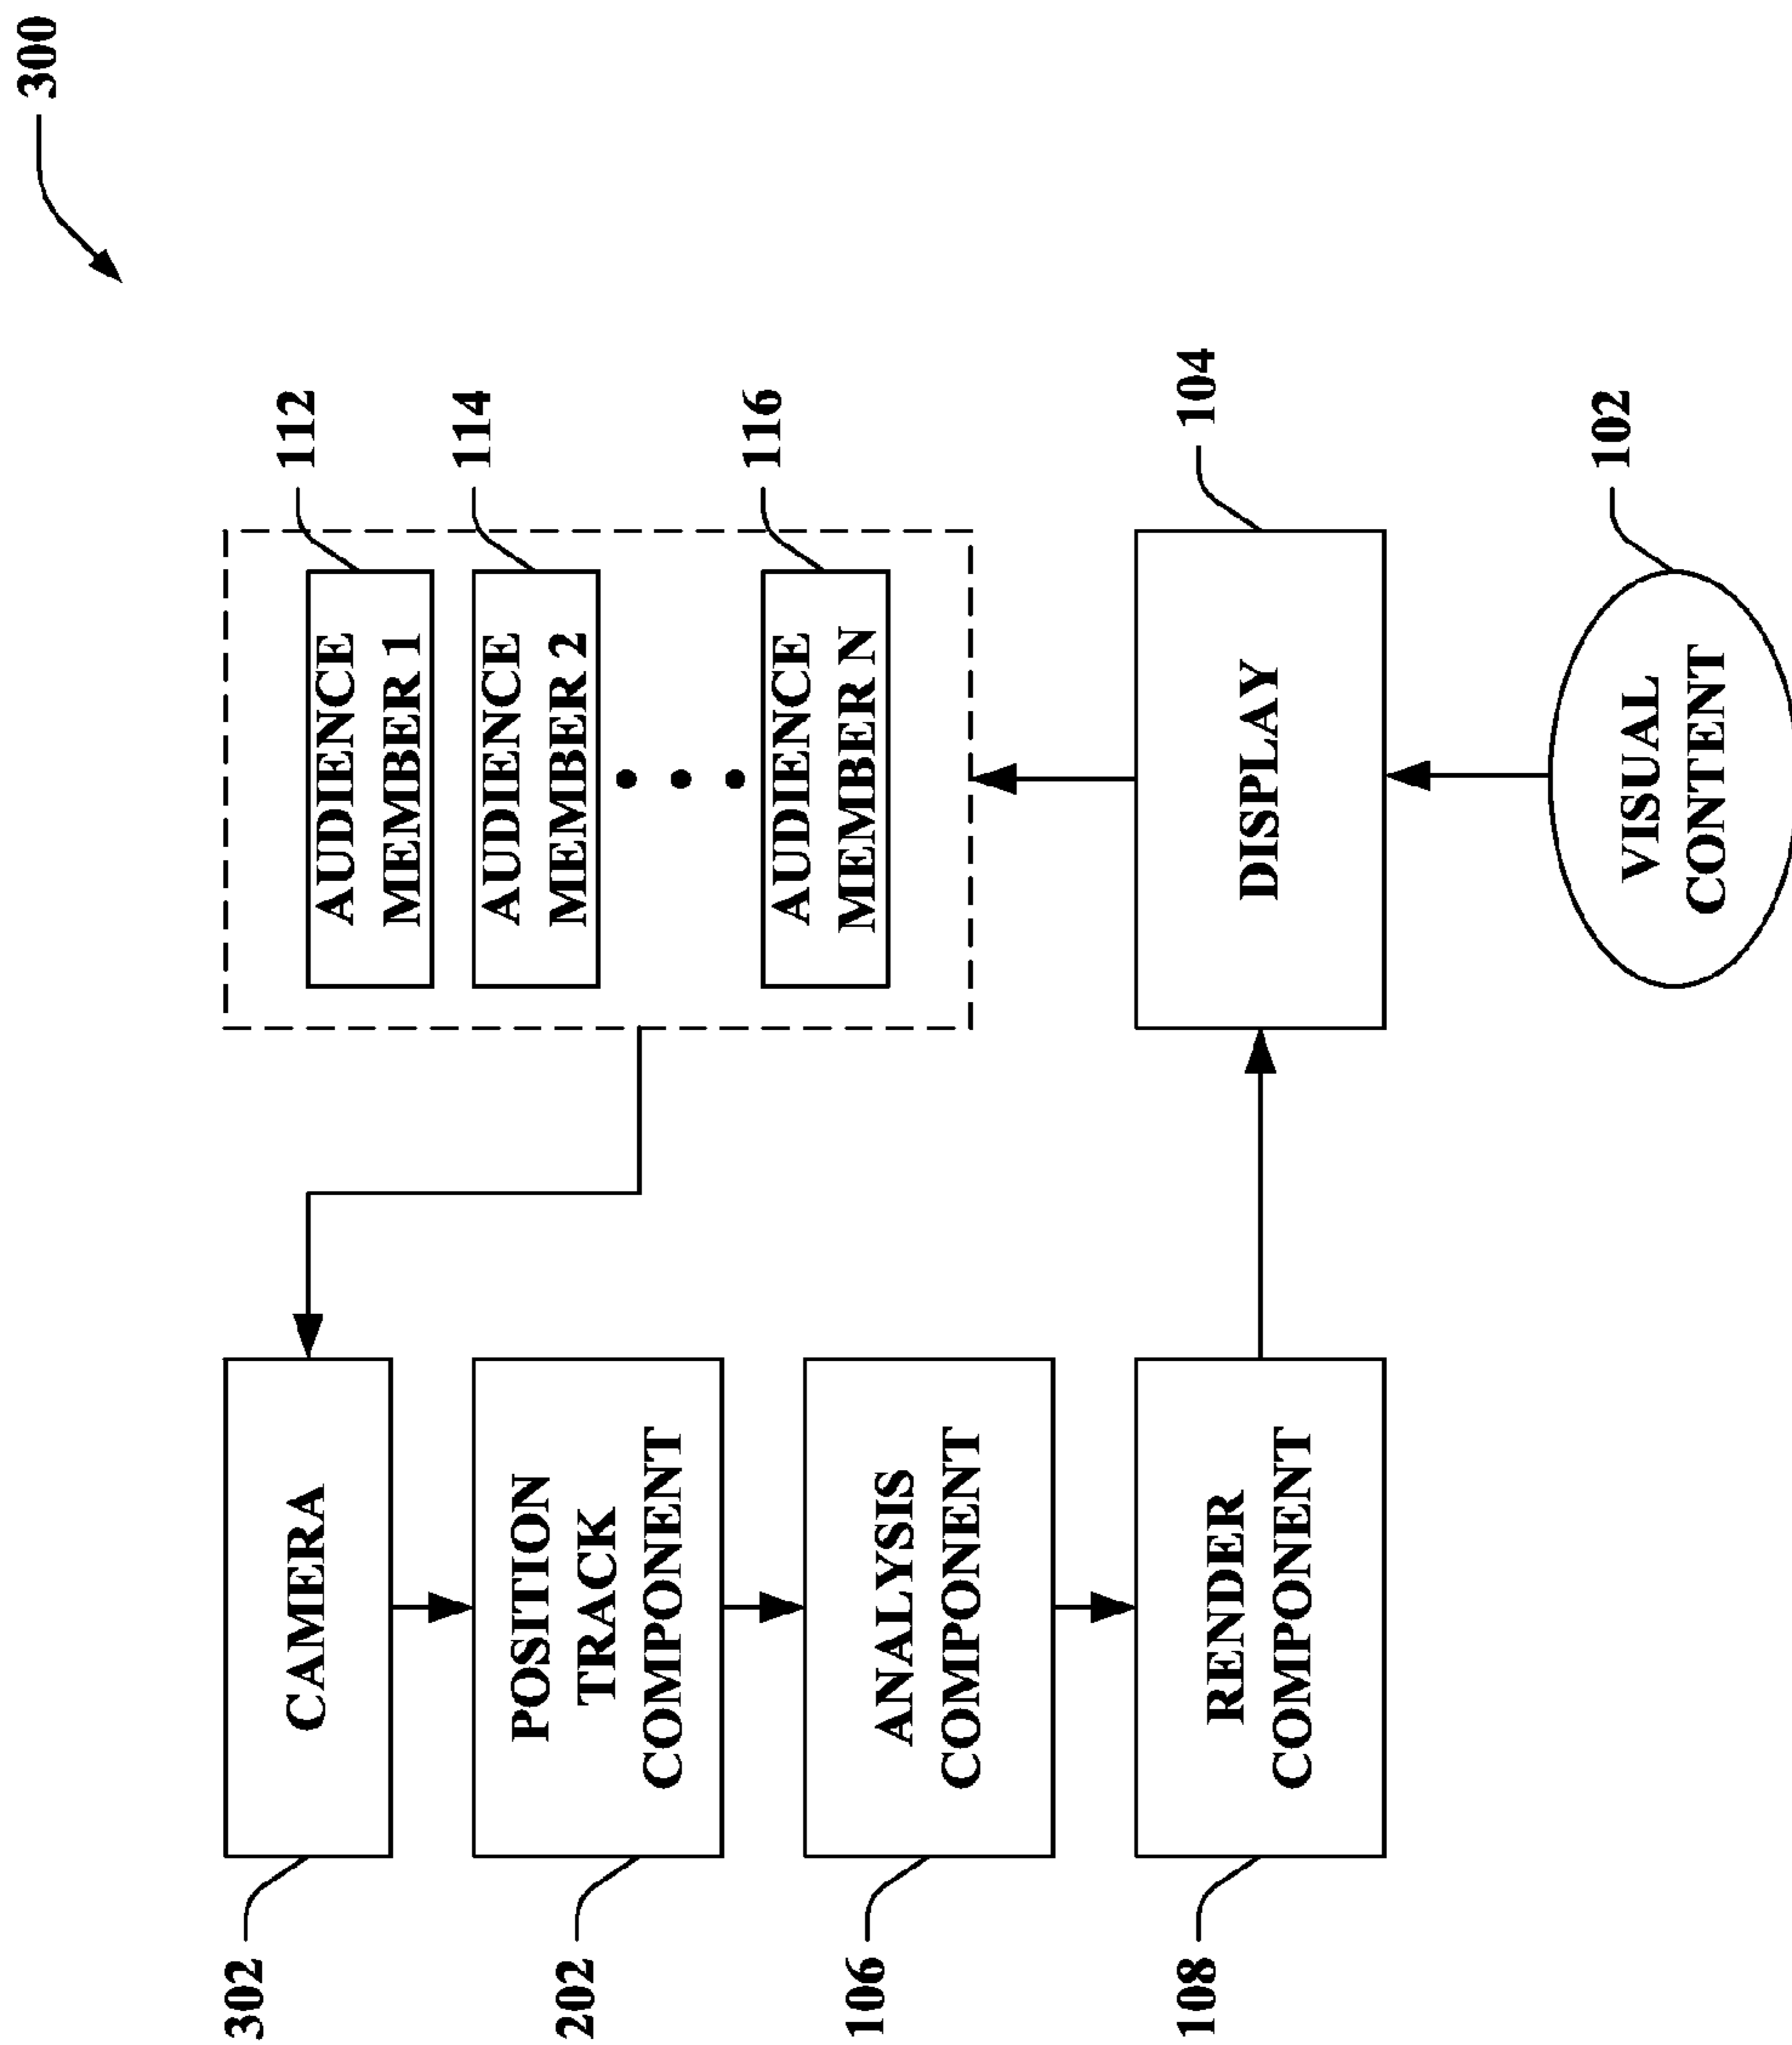 300
302
CAMERA
202
POSITION
TRACK
COMPONENT
106
ANALYSIS
COMPONENT
108
RENDER
COMPONENT
AUDIENCE
MEMBER 1
112
AUDIENCE
MEMBER 2
114
AUDIENCE
MEMBER N
116
DISPLAY
104
VISUAL
CONTENT
102